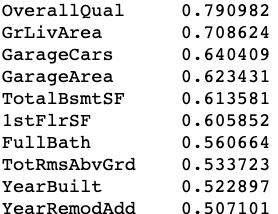 OverallQual 0.790982
GrLivArea 0.708624
GarageCars 0.640409
GarageArea 0.623431
TotalBsmtSF 0.613581
1stFlrSF 0.605852
FullBath 0.560664
TotRmsAbvGrd 0.533723
YearBuilt 0.522897
YearRemodAdd 0.507101